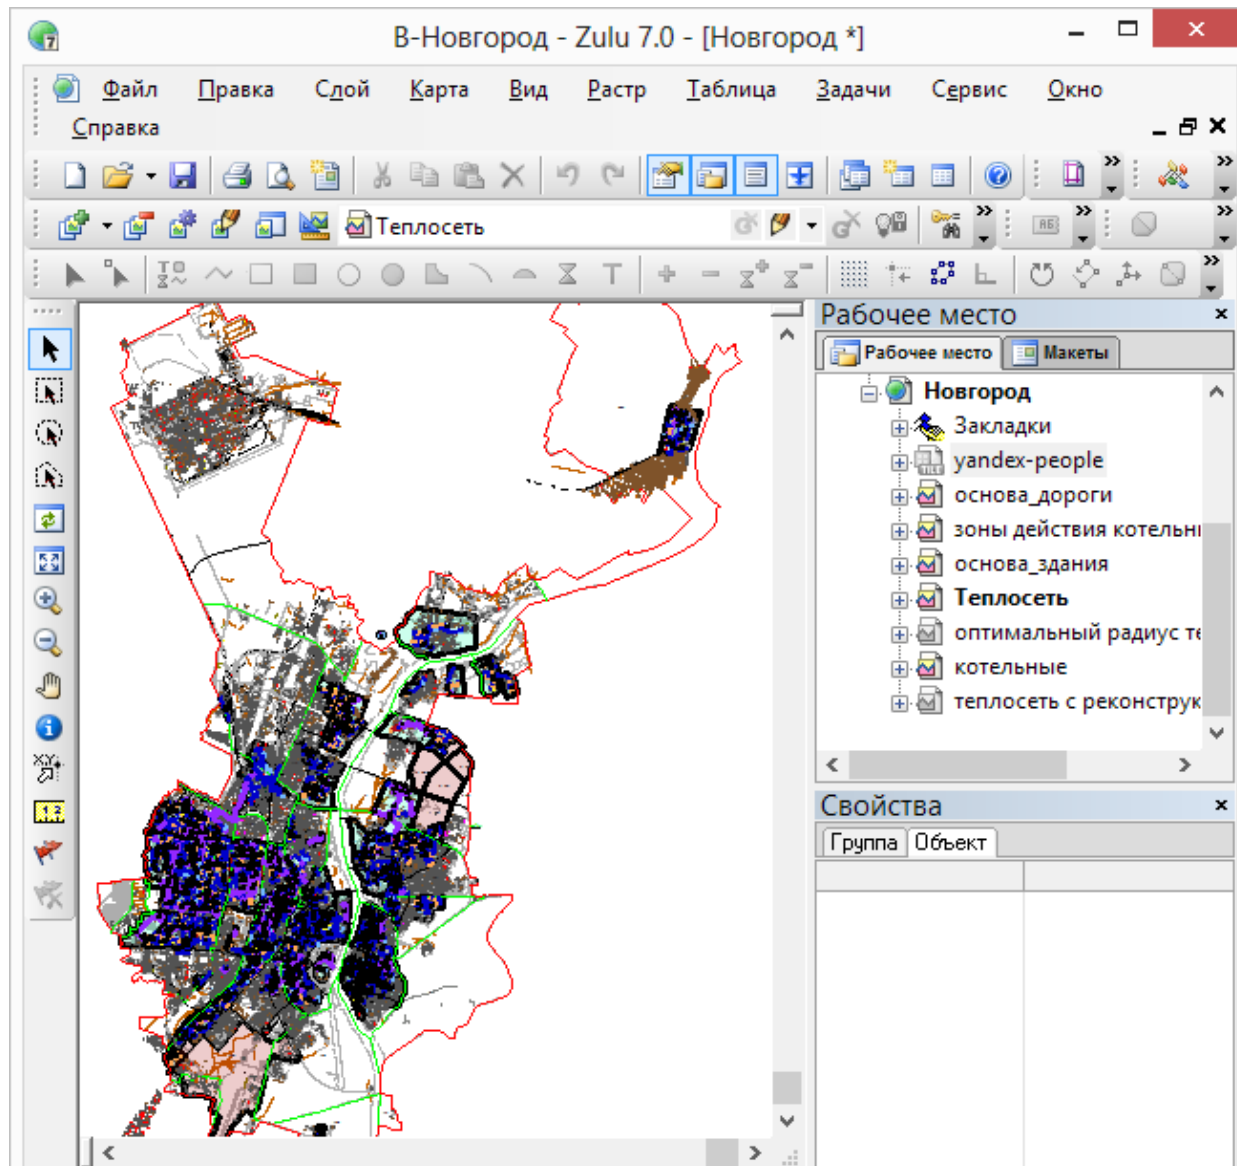 В-Новгород - Zulu 7.0 - [Новгород *]
Файл Правка Слой Карта Вид Растр Таблица Задачи Сервис Окно
Справка
Теплосеть
Рабочее место
Рабочее место Макеты
Новгород
Закладки
yandex-people
основа_дороги
зоны действия котельн
основа_здания
Теплосеть
оптимальный радиус те
котельные
теплосеть с реконструк
Свойства
Группа Объект